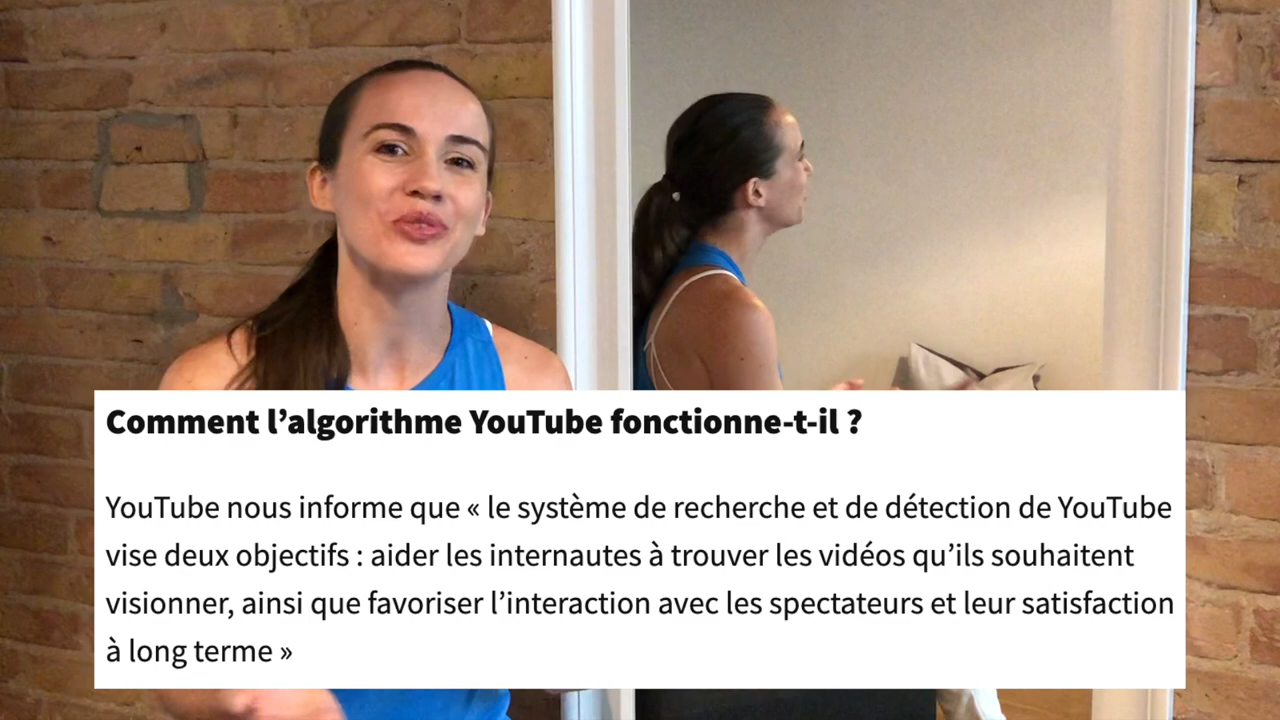 Comment l’algorithme YouTube fonctionne-t-il ?
YouTube nous informe que « le système de recherche et de détection de YouTube
vise deux objectifs : aider les internautes à trouver les vidéos qu’ils souhaitent
visionner, ainsi que favoriser l’interaction avec les spectateurs et leur satisfaction
à long terme »